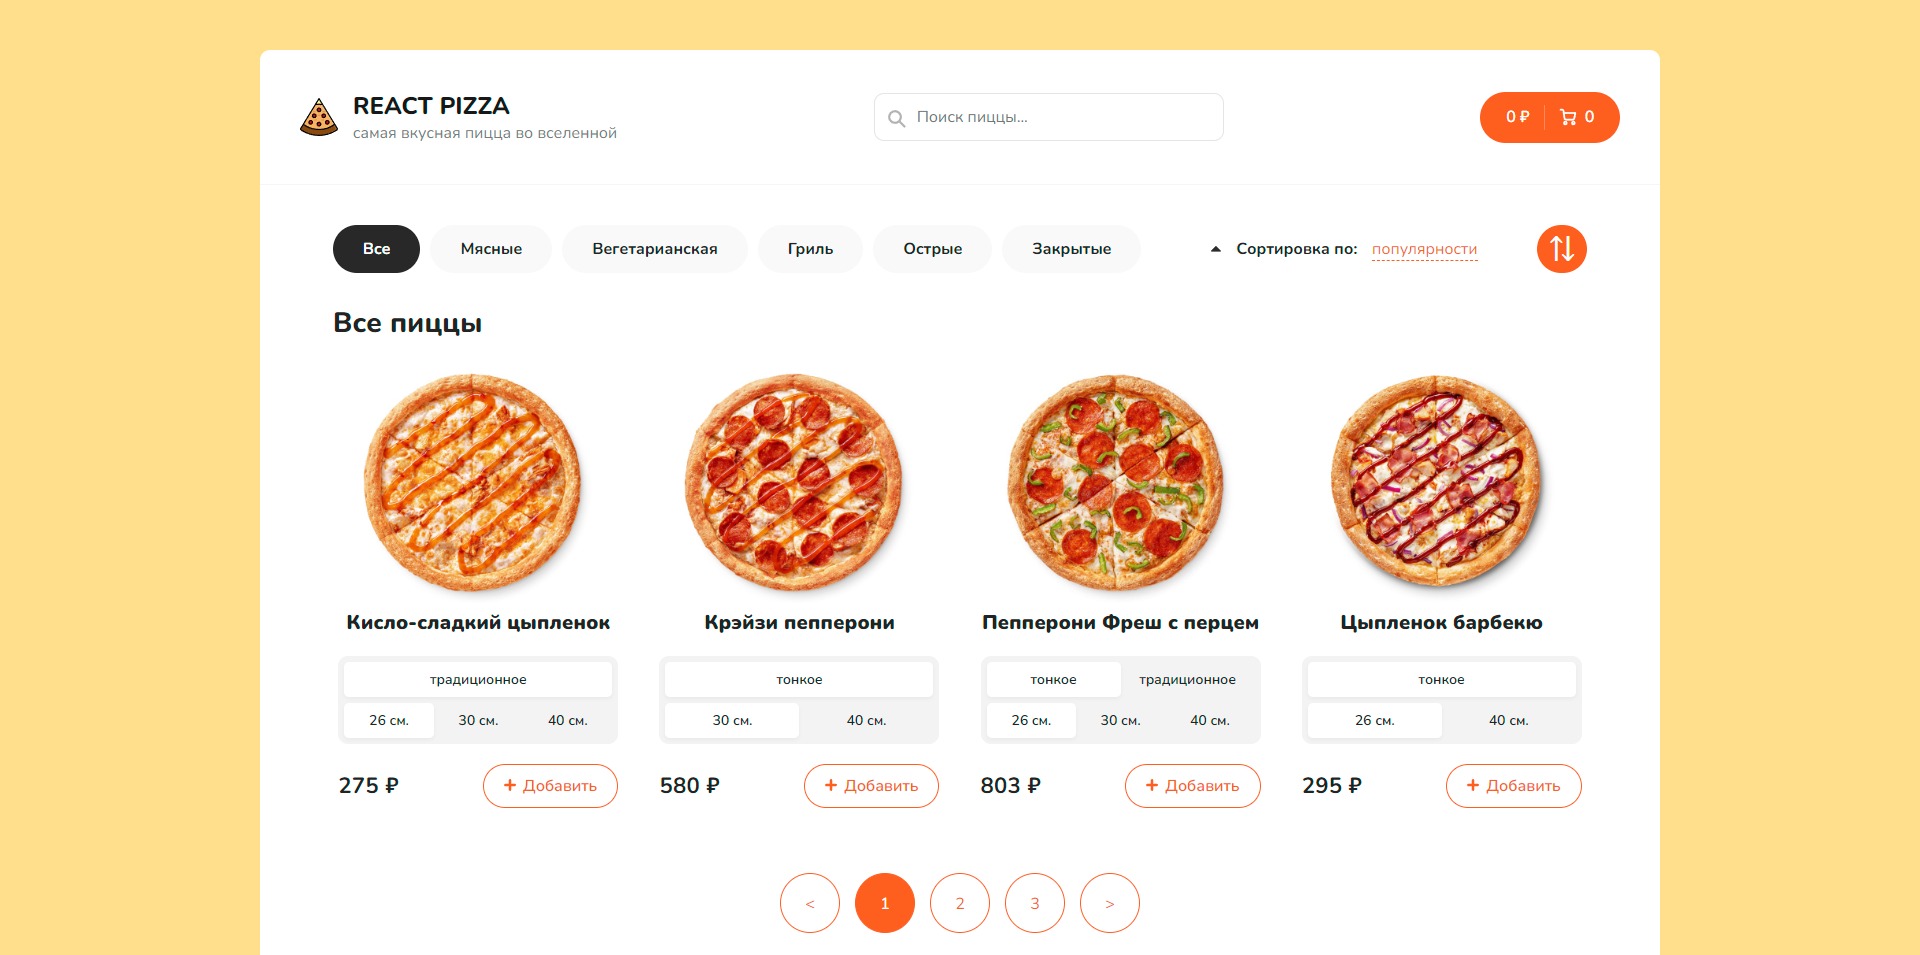 REACT PIZZA
самая вкусная пицца во вселенной
Поиск пиццы...
0 ₽ 0
Все Мясные Вегетарианская Гриль Острые Закрытые Сортировка по: популярности
Все пиццы
Кисло-сладкий цыпленок Крэйзи пепперони Пепперони Фреш с перцем Цыпленок барбекю
традиционное тонкое тонкое традиционное тонкое
26 см. 30 см. 40 см. 30 см. 40 см. 26 см. 30 см. 40 см. 26 см. 40 см.
275 ₽ + Добавить 580 ₽ + Добавить 803 ₽ + Добавить 295 ₽ + Добавить
< 1 2 3 >